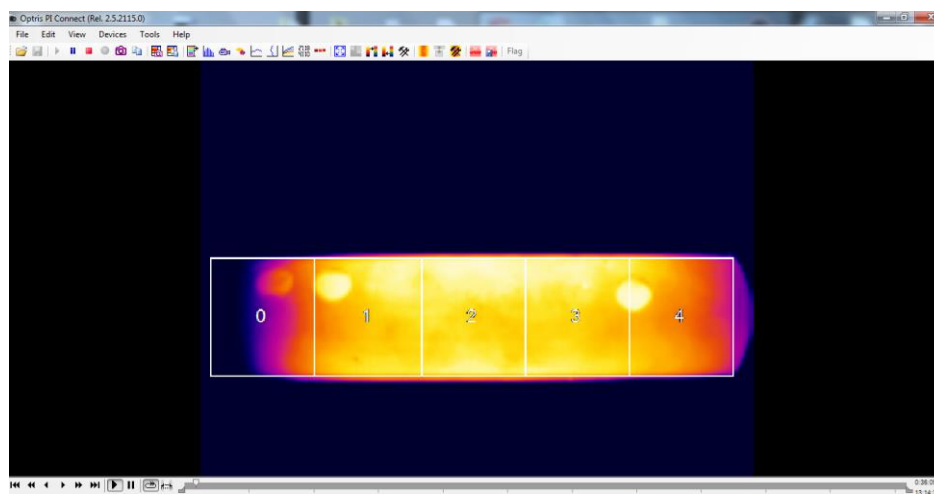 Optris PI Connect (Rel. 2.5.2115.0)
File Edit View Devices Tools Help
Flag
0 1 2 3 4